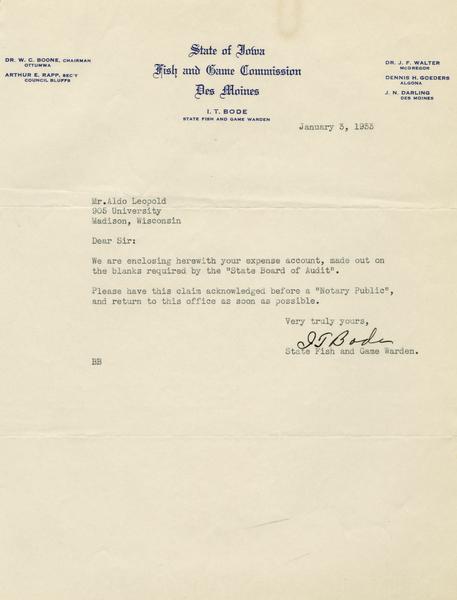 State of Iowa
Fish and Game Commission
Des Moines
I. T. BODE
STATE FISH AND GAME WARDEN
DR. W. C. BOONE, CHAIRMAN
OTTUMWA
ARTHUR E. RAPP, SEC'Y
COUNCIL BLUFFS
DR. J. F. WALTER
MCGREGOR
DENNIS H. GOEDERS
ALGONA
J. N. DARLING
DES MOINES
January 3, 1933
Mr.Aldo Leopold
905 University
Madison, Wisconsin
Dear Sir:
We are enclosing herewith your expense account, made out on
the blanks required by the "State Board of Audit".
Please have this claim acknowledged before a "Notary Public",
and return to this office as soon as possible.
Very truly yours,
I T Bode
State Fish and Game Warden.
BB